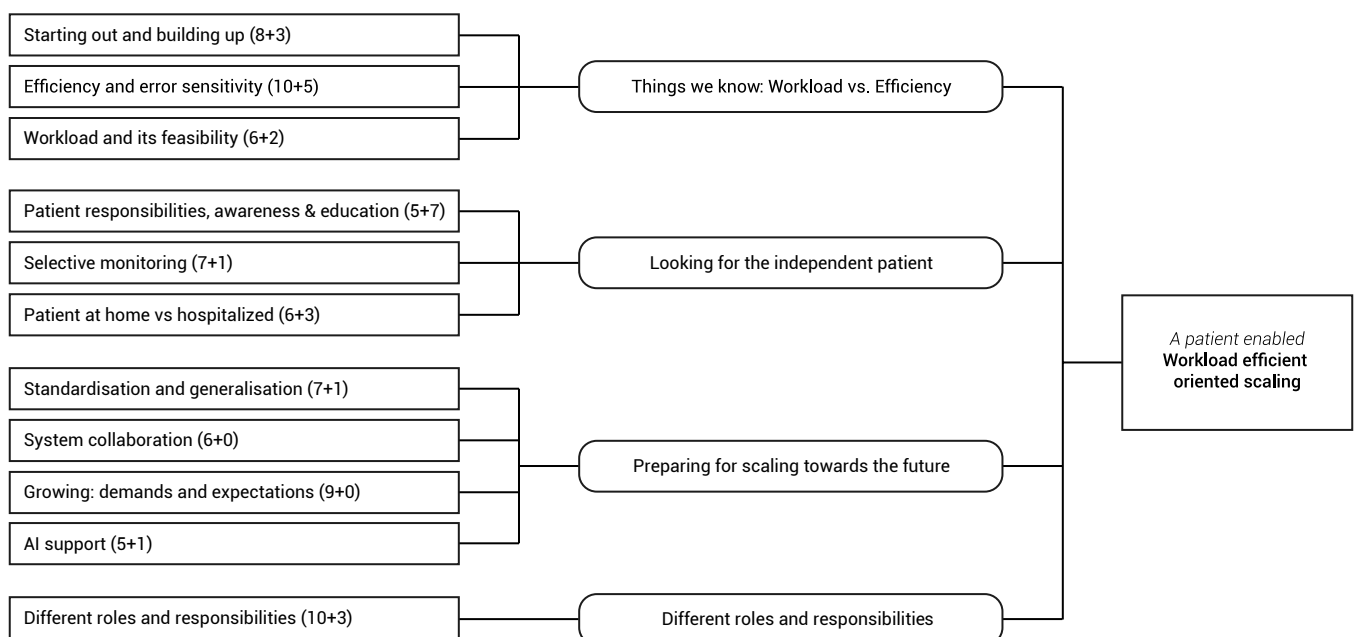 Starting out and building up (8+3)
Efficiency and error sensitivity (10+5)
Workload and its feasibility (6+2)
Things we know: Workload vs. Efficiency
Patient responsibilities, awareness & education (5+7)
Selective monitoring (7+1)
Patient at home vs hospitalized (6+3)
Looking for the independent patient
Standardisation and generalisation (7+1)
System collaboration (6+0)
Growing: demands and expectations (9+0)
AI support (5+1)
Preparing for scaling towards the future
Different roles and responsibilities (10+3)
Different roles and responsibilities
A patient enabled
Workload efficient
oriented scaling